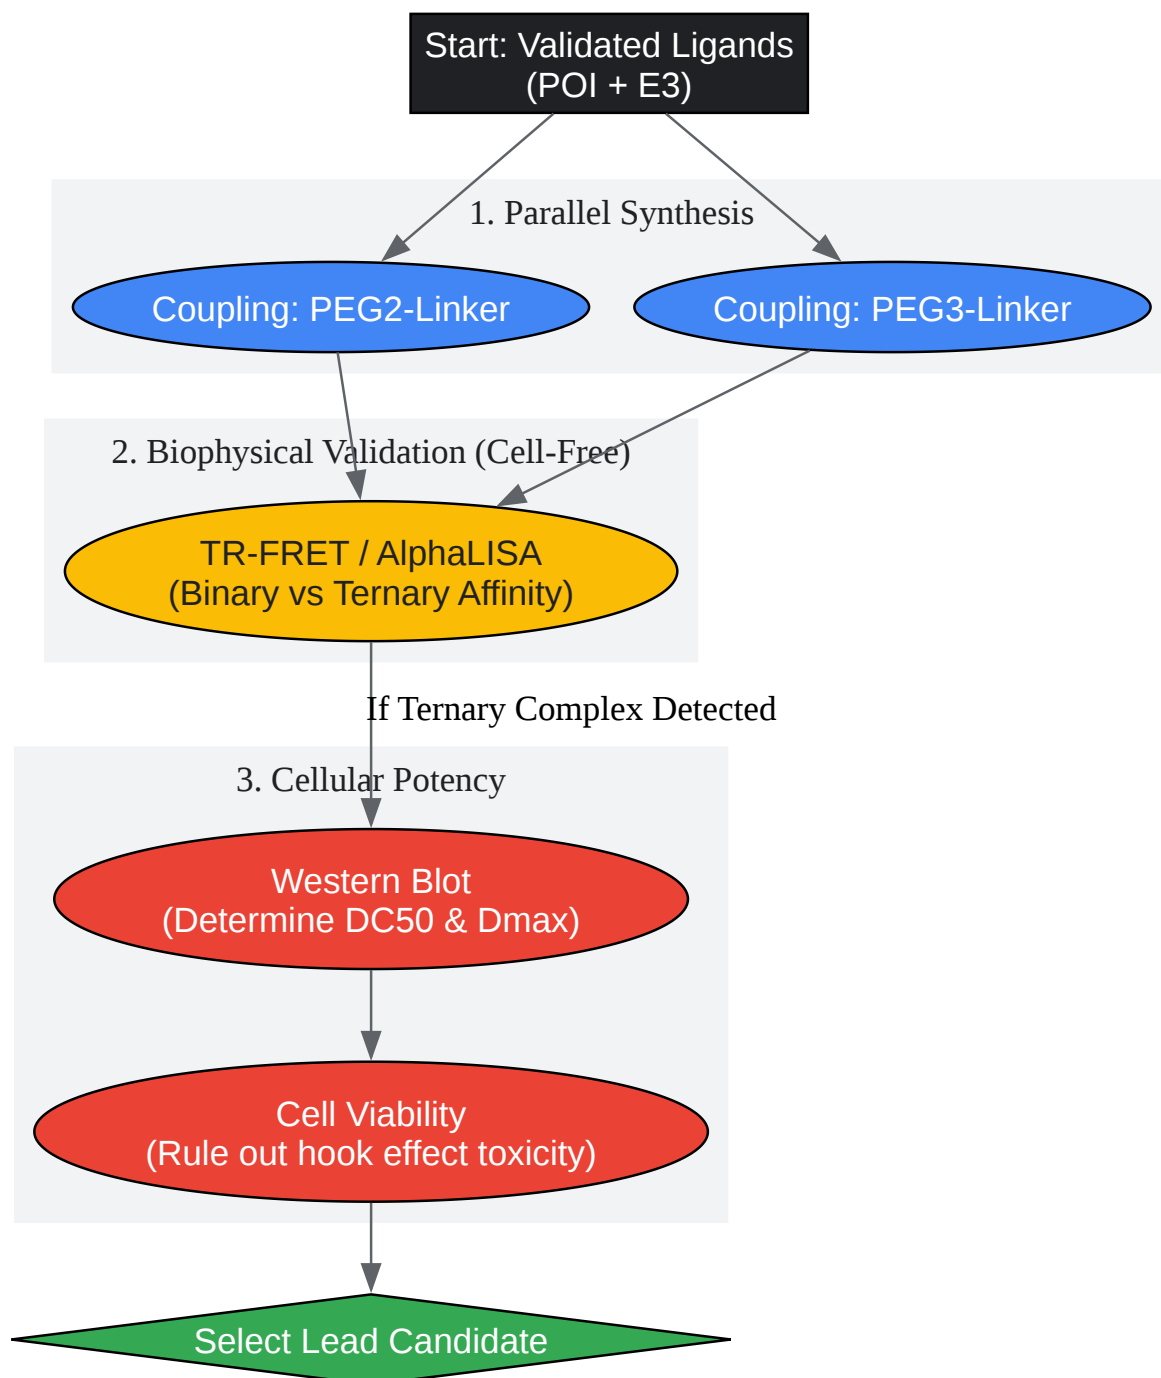 Start: Validated Ligands
(POI + E3)
1. Parallel Synthesis
Coupling: PEG2-Linker
Coupling: PEG3-Linker
2. Biophysical Validation (Cell-Free)
TR-FRET / AlphaLISA
(Binary vs Ternary Affinity)
If Ternary Complex Detected
3. Cellular Potency
Western Blot
(Determine DC50 & Dmax)
Cell Viability
(Rule out hook effect toxicity)
Select Lead Candidate